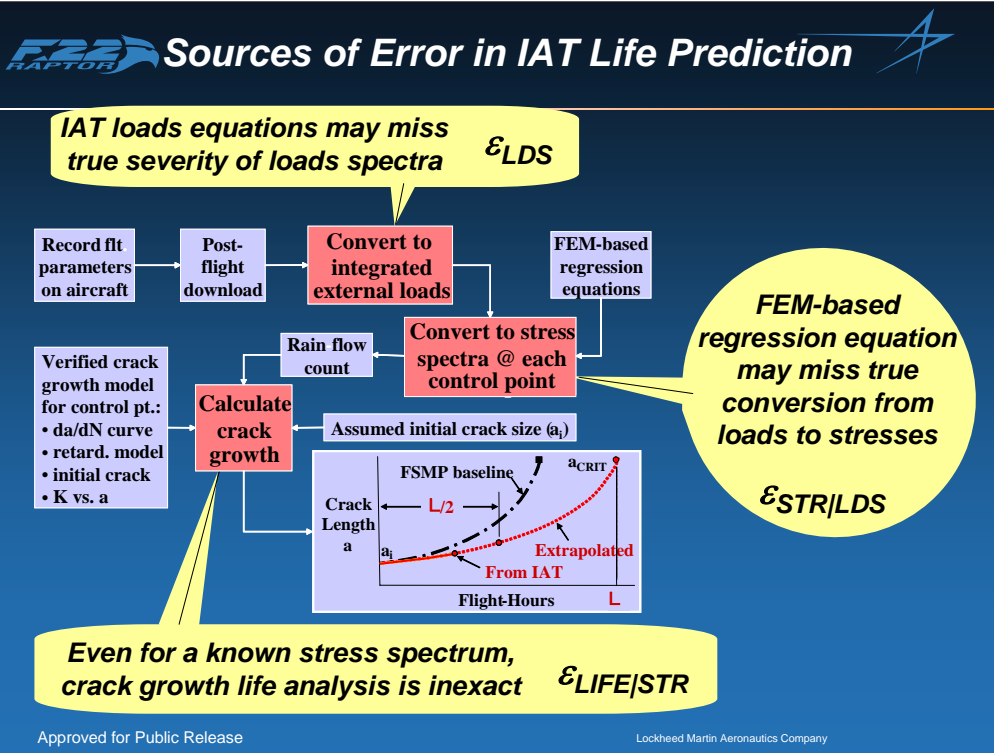 F-22
RAPTOR
Sources of Error in IAT Life Prediction
IAT loads equations may miss
true severity of loads spectra
εLDS
Record flt
parameters
on aircraft
Post-
flight
download
Convert to
integrated
external loads
FEM-based
regression
equations
Convert to stress
spectra @ each
control point
Rain flow
count
FEM-based
regression equation
may miss true
conversion from
loads to stresses
εSTR|LDS
Verified crack
growth model
for control pt.:
• da/dN curve
• retard. model
• initial crack
• K vs. a
Calculate
crack
growth
Assumed initial crack size (ai)
FSMP baseline
aCRIT
Crack
Length
a
L/2
ai
Extrapolated
From IAT
Flight-Hours
L
Even for a known stress spectrum,
crack growth life analysis is inexact
εLIFE|STR
Approved for Public Release
Lockheed Martin Aeronautics Company